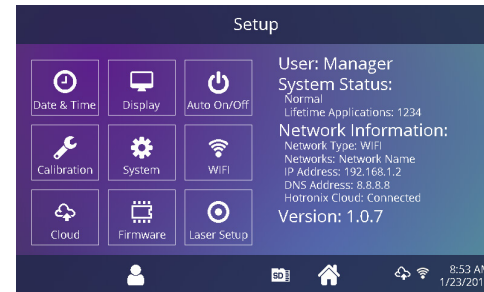 Setup
Date & Time
Display
Auto On/Off
Calibration
System
WIFI
Cloud
Firmware
Laser Setup
User: Manager
System Status:
Normal
Lifetime Applications: 1234
Network Information:
Network Type: WIFI
Networks: Network Name
IP Address: 192.168.1.2
DNS Address: 8.8.8.8
Hotronix Cloud: Connected
Version: 1.0.7
SD
8:53 AM
1/23/201